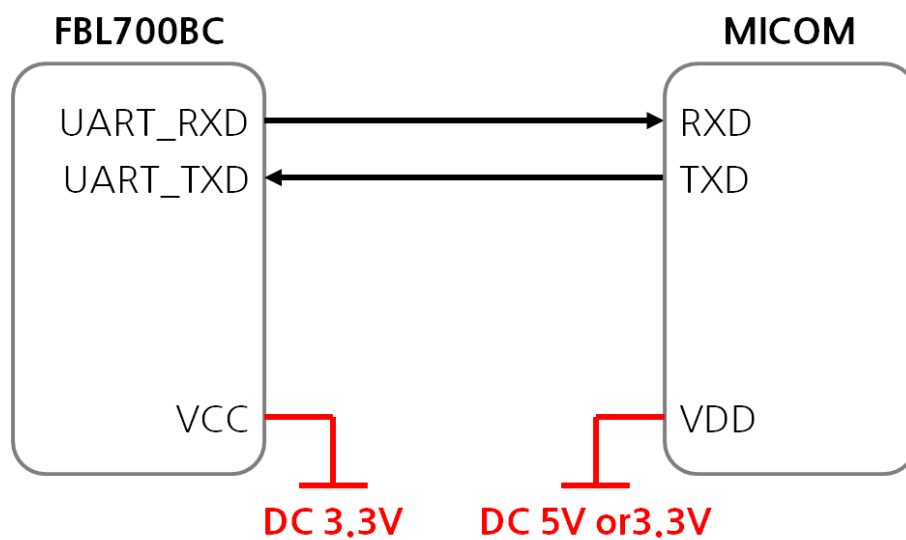 FBL700BC
MICOM
UART_RXD
RXD
UART_TXD
TXD
VCC
VDD
DC 3.3V
DC 5V or3.3V